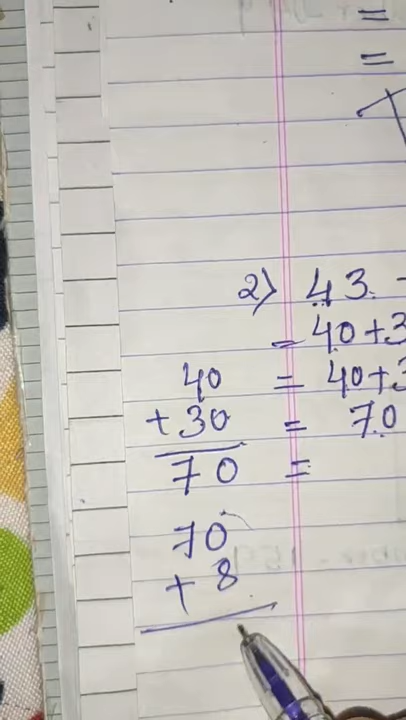 =
=
2) 43 -
= 40+3
40 = 40+3
+30 = 70
70 =
70
+ 8